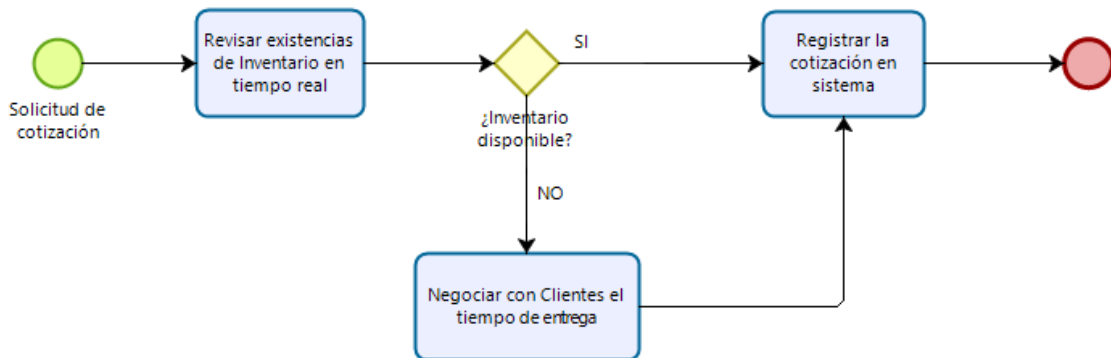 Solicitud de
cotización
Revisar existencias
de Inventario en
tiempo real
¿Inventario
disponible?
SI
NO
Registrar la
cotización en
sistema
Negociar con Clientes el
tiempo de entrega